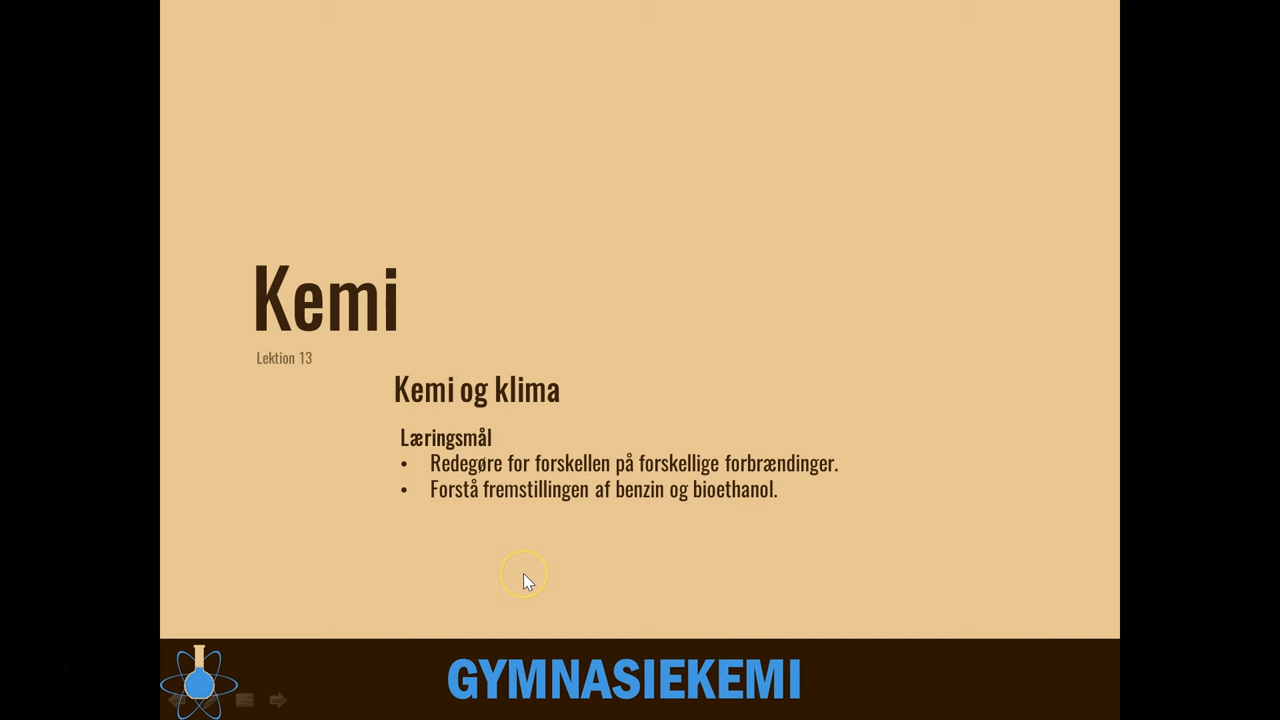 Kemi
Lektion 13
Kemi og klima
Læringsmål
• Redegøre for forskellen på forskellige forbrændinger.
• Forstå fremstillingen af benzin og bioethanol.
GYMNASIEKEMI